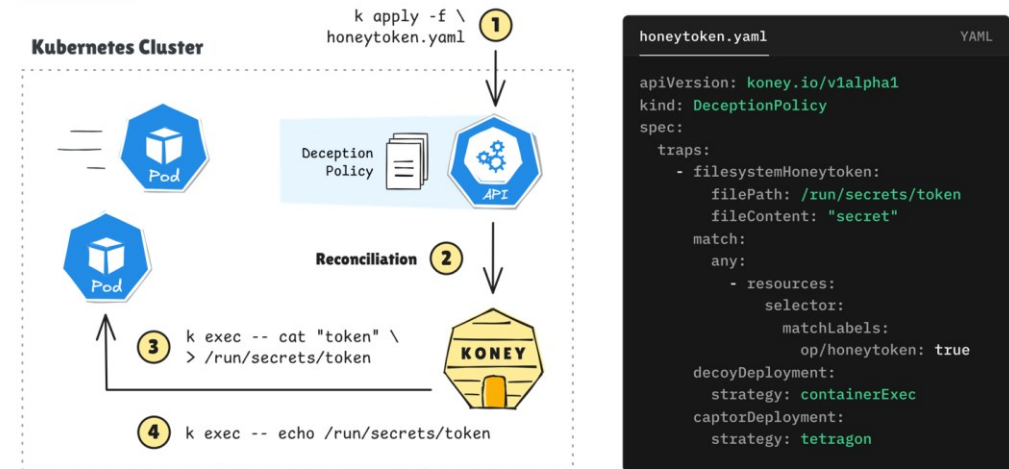 k apply -f \
honeytoken.yaml
1
Kubernetes Cluster
Pod
Deception
Policy
API
Pod
Reconciliation
2
KONEY
3
k exec -- cat "token" \
> /run/secrets/token
4
k exec -- echo /run/secrets/token
honeytoken.yaml YAML
apiVersion: koney.io/v1alpha1
kind: DeceptionPolicy
spec:
traps:
- filesystemHoneytoken:
filePath: /run/secrets/token
fileContent: "secret"
match:
any:
- resources:
selector:
matchLabels:
op/honeytoken: true
decoyDeployment:
strategy: containerExec
captorDeployment:
strategy: tetragon